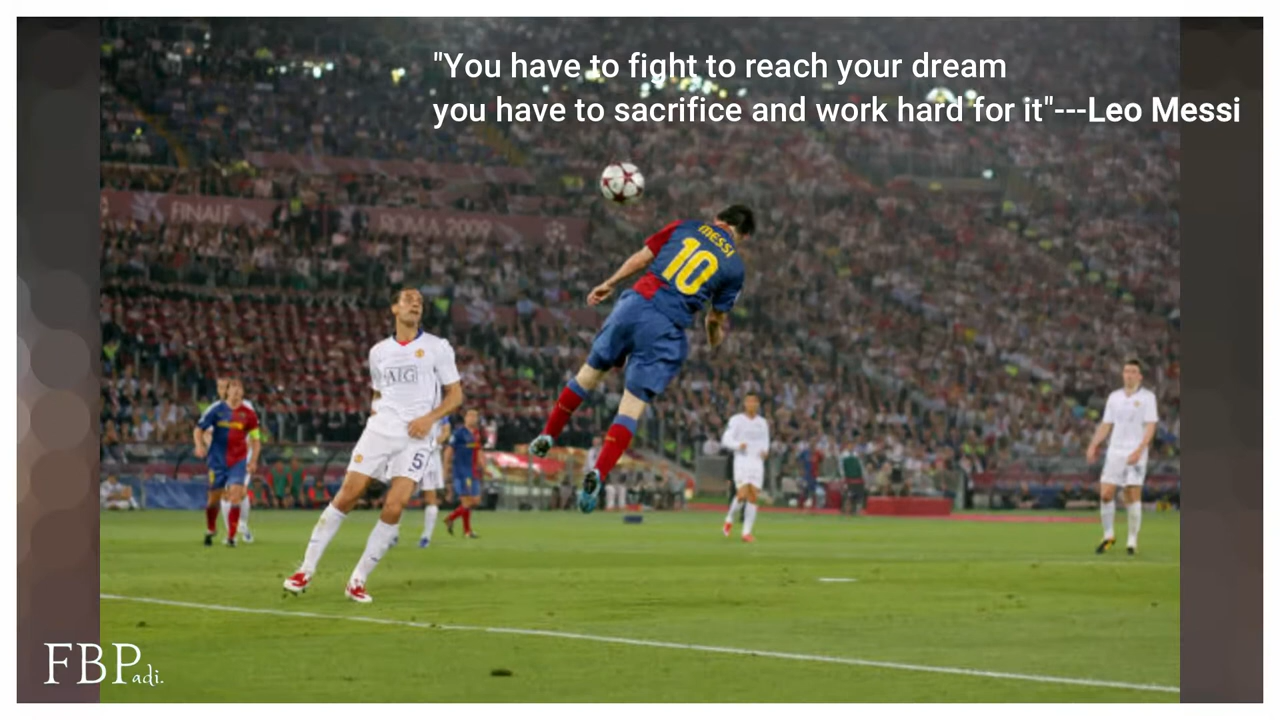 "You have to fight to reach your dream
you have to sacrifice and work hard for it"---Leo Messi
FINALE ROMA 2009
MESSI
10
AIG
5
FBPadi.